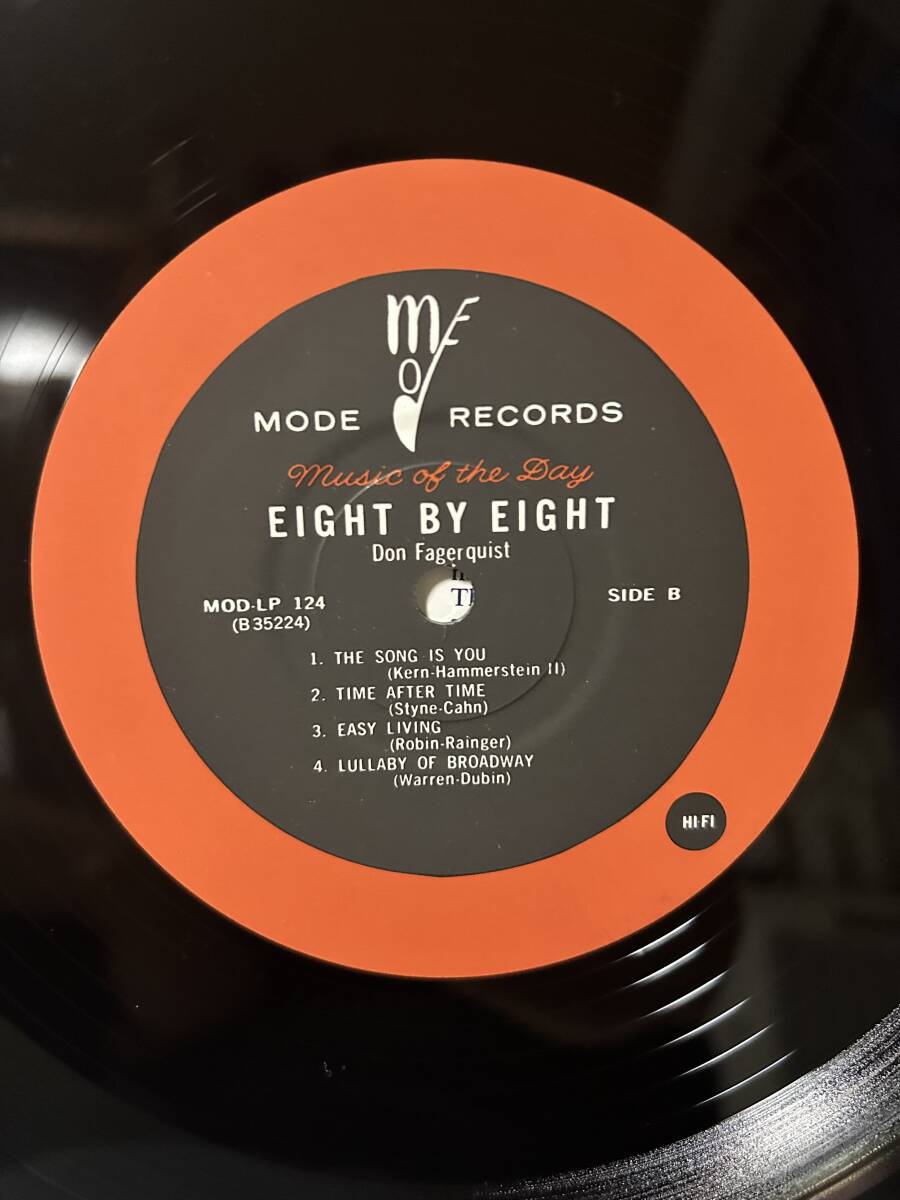 MODE
MODE RECORDS
Music of the Day
EIGHT BY EIGHT
Don Fagerquist
MOD-LP 124
(B 35224)
SIDE B
1. THE SONG IS YOU
(Kern-Hammerstein II)
2. TIME AFTER TIME
(Styne-Cahn)
3. EASY LIVING
(Robin-Rainger)
4. LULLABY OF BROADWAY
(Warren-Dubin)
HI-FI